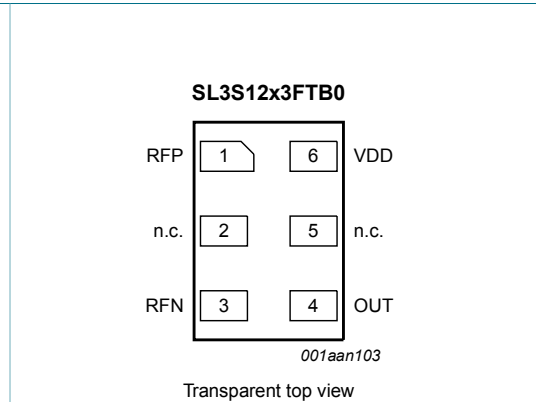 SL3S12x3FTB0
RFP 1 6 VDD
n.c. 2 5 n.c.
RFN 3 4 OUT
001aan103
Transparent top view